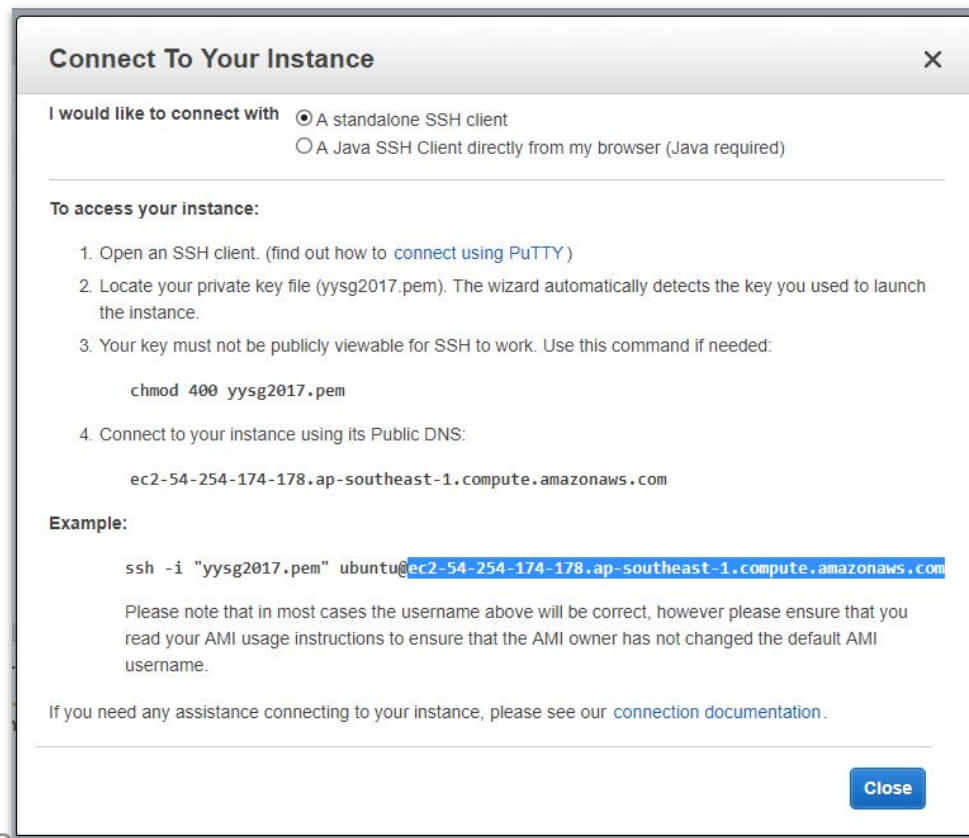 Connect To Your Instance
I would like to connect with
A standalone SSH client
A Java SSH Client directly from my browser (Java required)
To access your instance:
1. Open an SSH client. (find out how to connect using PuTTY)
2. Locate your private key file (yysg2017.pem). The wizard automatically detects the key you used to launch
the instance.
3. Your key must not be publicly viewable for SSH to work. Use this command if needed:
chmod 400 yysg2017.pem
4. Connect to your instance using its Public DNS:
ec2-54-254-174-178.ap-southeast-1.compute.amazonaws.com
Example:
ssh -i "yysg2017.pem" ubuntu@ec2-54-254-174-178.ap-southeast-1.compute.amazonaws.com
Please note that in most cases the username above will be correct, however please ensure that you
read your AMI usage instructions to ensure that the AMI owner has not changed the default AMI
username.
If you need any assistance connecting to your instance, please see our connection documentation.
Close